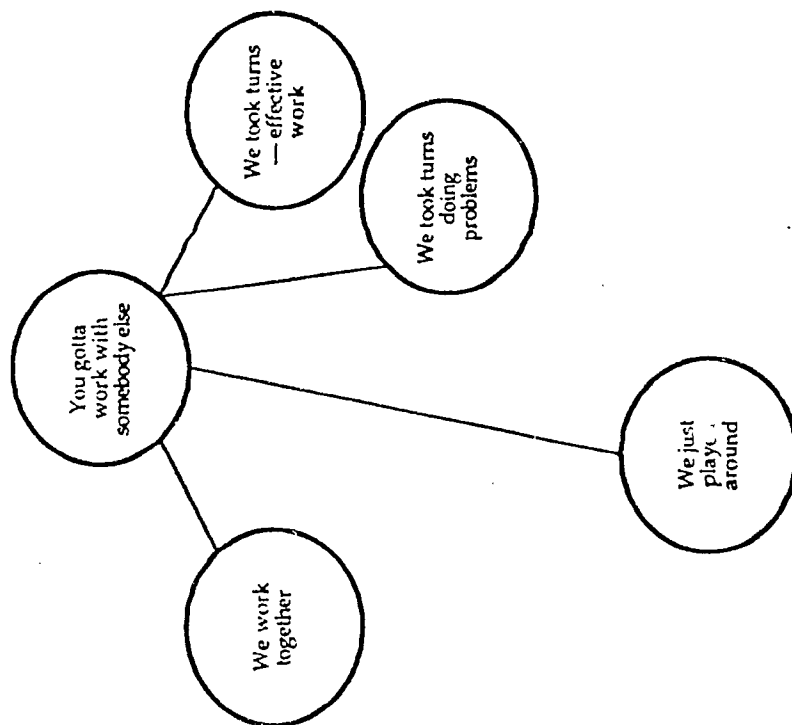 You gotta
work with
somebody else
We work
together
We took turns
— effective
work
We took turns
doing
problems
We just
around